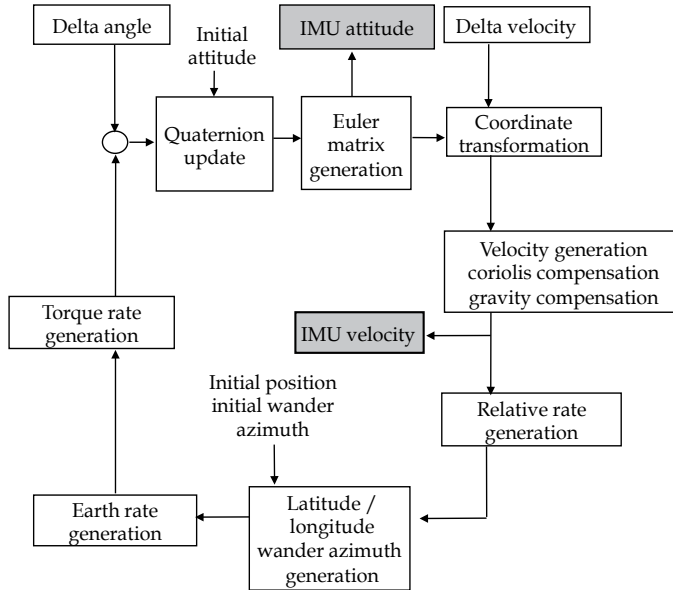 Delta angle
Initial
attitude
IMU attitude
Delta velocity
Quaternion
update
Euler
matrix
generation
Coordinate
transformation
Velocity generation
coriolis compensation
gravity compensation
Torque rate
generation
IMU velocity
Initial position
initial wander
azimuth
Relative rate
generation
Earth rate
generation
Latitude /
longitude
wander azimuth
generation